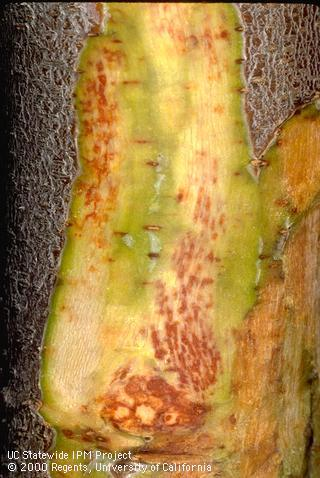 UC Statewide IPM Project
© 2000 Regents, University of California